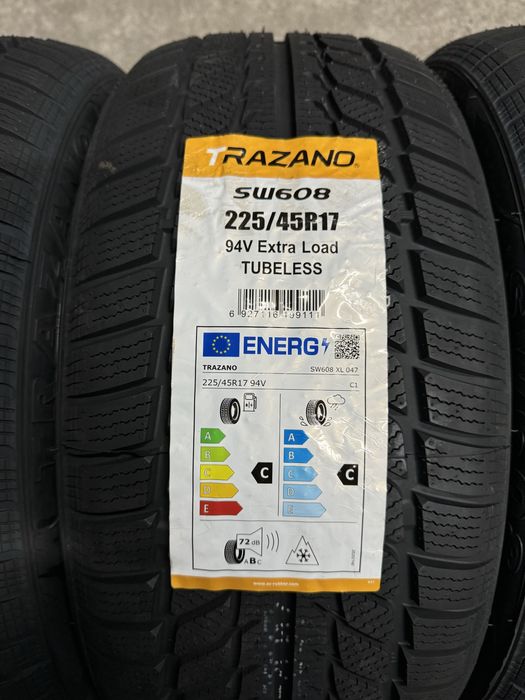 TRAZANO
SW608
225/45R17
94V Extra Load
TUBELESS
6 927116 199111
ENERG
TRAZANO SW608 XL 047
225/45R17 94V C1
A A
B B
C C C C
D D
E E
72 dB
ABC